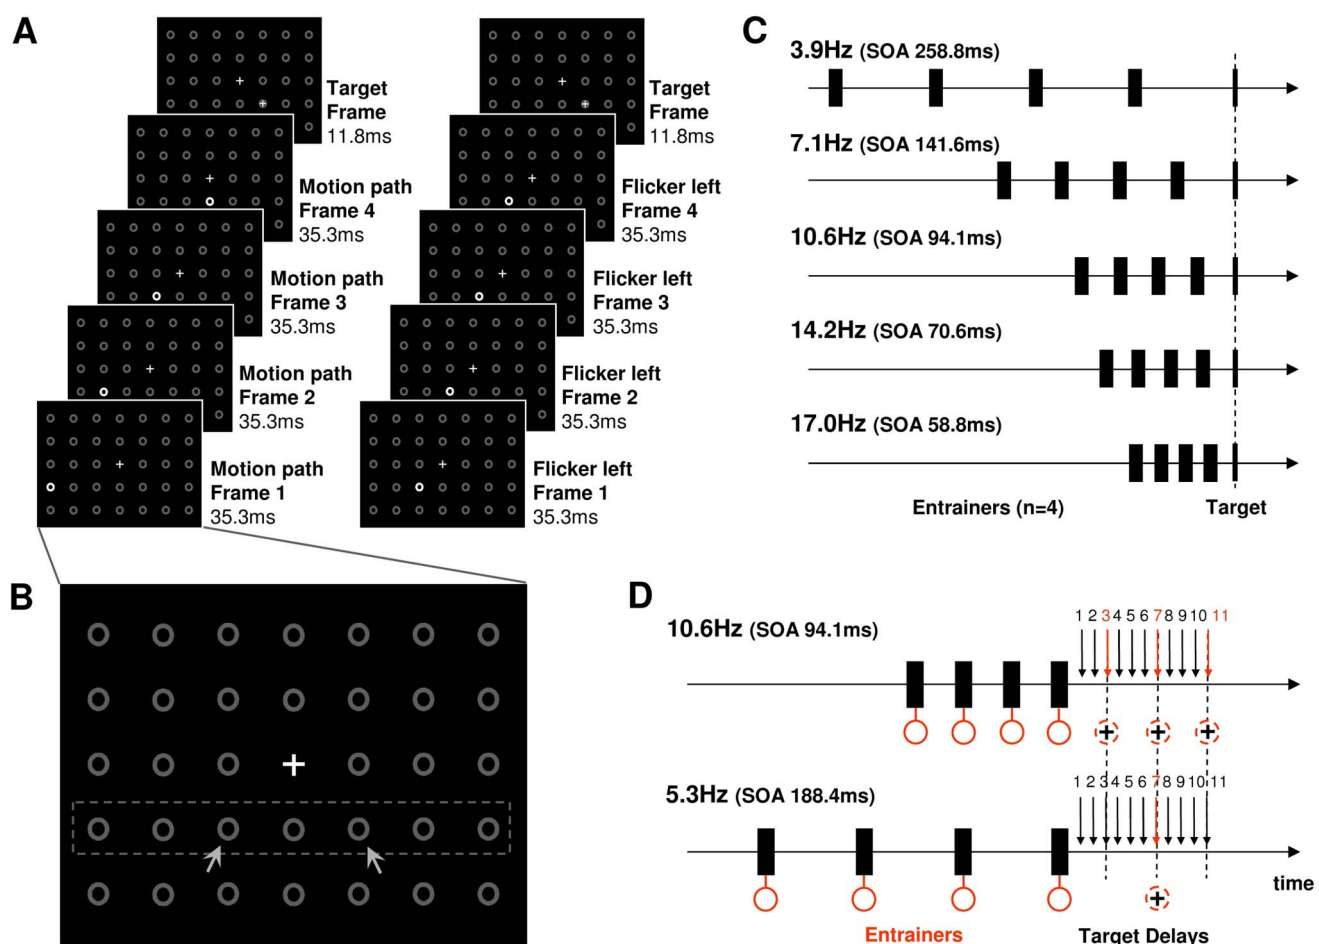 A
Target
Frame
11.8ms
Motion path
Frame 4
35.3ms
Motion path
Frame 3
35.3ms
Motion path
Frame 2
35.3ms
Motion path
Frame 1
35.3ms
Target
Frame
11.8ms
Flicker left
Frame 4
35.3ms
Flicker left
Frame 3
35.3ms
Flicker left
Frame 2
35.3ms
Flicker left
Frame 1
35.3ms
B
C
3.9Hz (SOA 258.8ms)
7.1Hz (SOA 141.6ms)
10.6Hz (SOA 94.1ms)
14.2Hz (SOA 70.6ms)
17.0Hz (SOA 58.8ms)
Entrainers (n=4) Target
D
10.6Hz (SOA 94.1ms)
1 2 3 4 5 6 7 8 9 10 11
5.3Hz (SOA 188.4ms)
1 2 3 4 5 6 7 8 9 10 11
time
Entrainers Target Delays